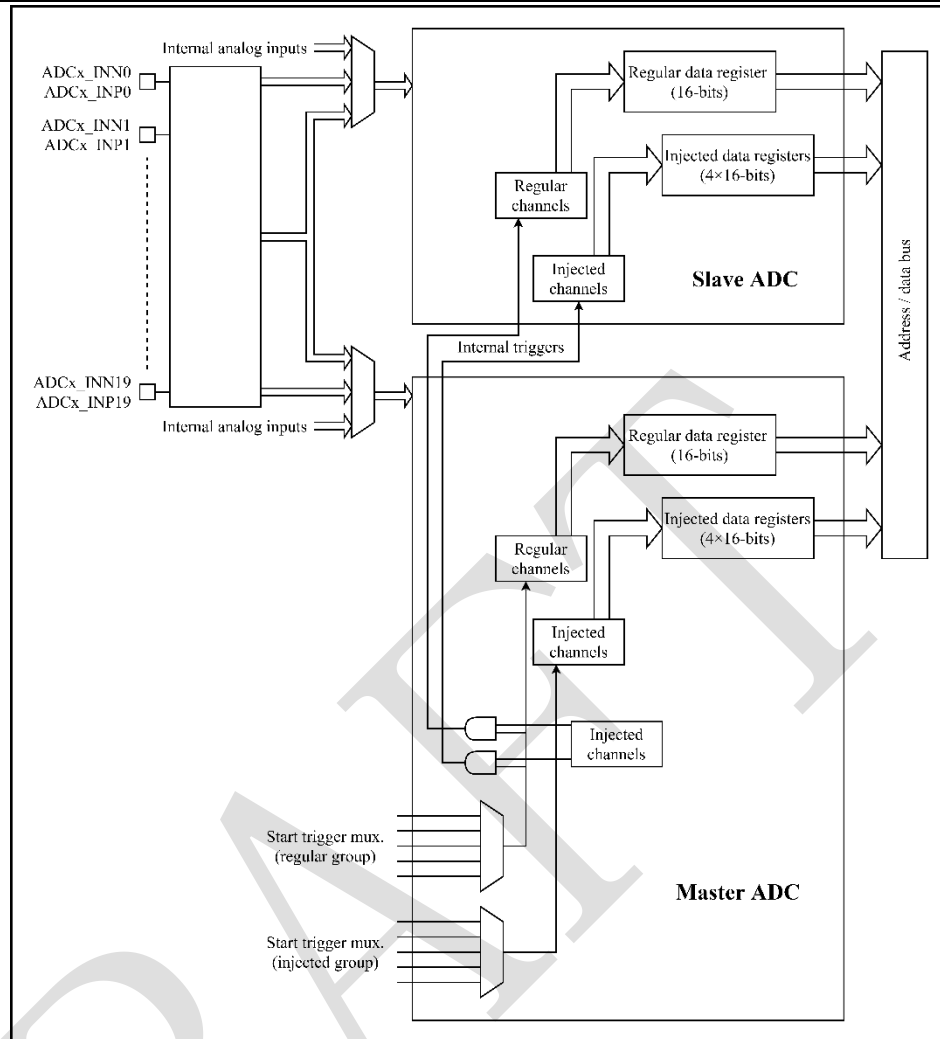 Internal analog inputs
ADCx_INN0
ADCx_INP0
ADCx_INN1
ADCx_INP1
Regular data register
(16-bits)
Injected data registers
(4×16-bits)
Regular
channels
Injected
channels
Slave ADC
Internal triggers
Address / data bus
ADCx_INN19
ADCx_INP19
Internal analog inputs
Regular data register
(16-bits)
Injected data registers
(4×16-bits)
Regular
channels
Injected
channels
Injected
channels
Start trigger mux.
(regular group)
Master ADC
Start trigger mux.
(injected group)
DRAFT